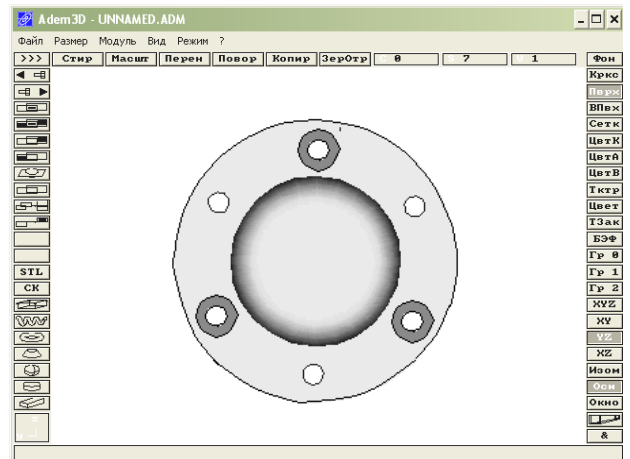 Adem3D - UNNAMED.ADM
Файл Размер Модуль Вид Режим ?
>>> Стир Масшт Перен Повор Копир ЗерОтр C 0 S 7 U 1 Фон
Кркс
Пврх
ВПвх
Сетк
ЦвтК
ЦвтА
ЦвтВ
Тктр
Цвет
ТЗак
БЭФ
Гр 0
STL Гр 1
СК Гр 2
XYZ
XY
YZ
XZ
Изом
Осн
Окно
&